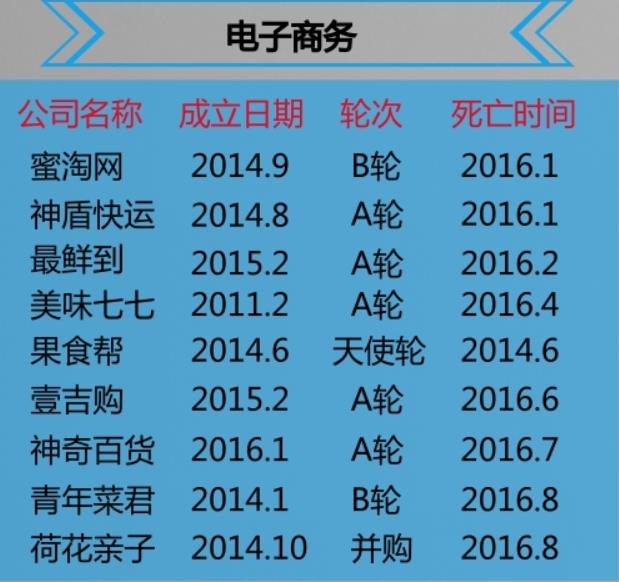 电子商务
公司名称 成立日期 轮次 死亡时间
蜜淘网 2014.9 B轮 2016.1
神盾快运 2014.8 A轮 2016.1
最鲜到 2015.2 A轮 2016.2
美味七七 2011.2 A轮 2016.4
果食帮 2014.6 天使轮 2014.6
壹吉购 2015.2 A轮 2016.6
神奇百货 2016.1 A轮 2016.7
青年菜君 2014.1 B轮 2016.8
荷花亲子 2014.10 并购 2016.8